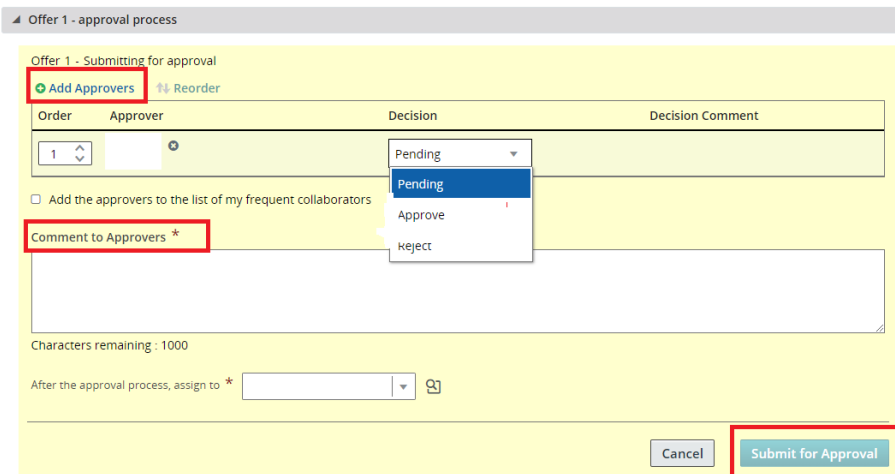 Offer 1 - approval process
Offer 1 - Submitting for approval
Add Approvers Reorder
Order Approver Decision Decision Comment
1 Pending
Pending
Add the approvers to the list of my frequent collaborators
Approve
Comment to Approvers *
Reject
Characters remaining : 1000
After the approval process, assign to *
Cancel Submit for Approval